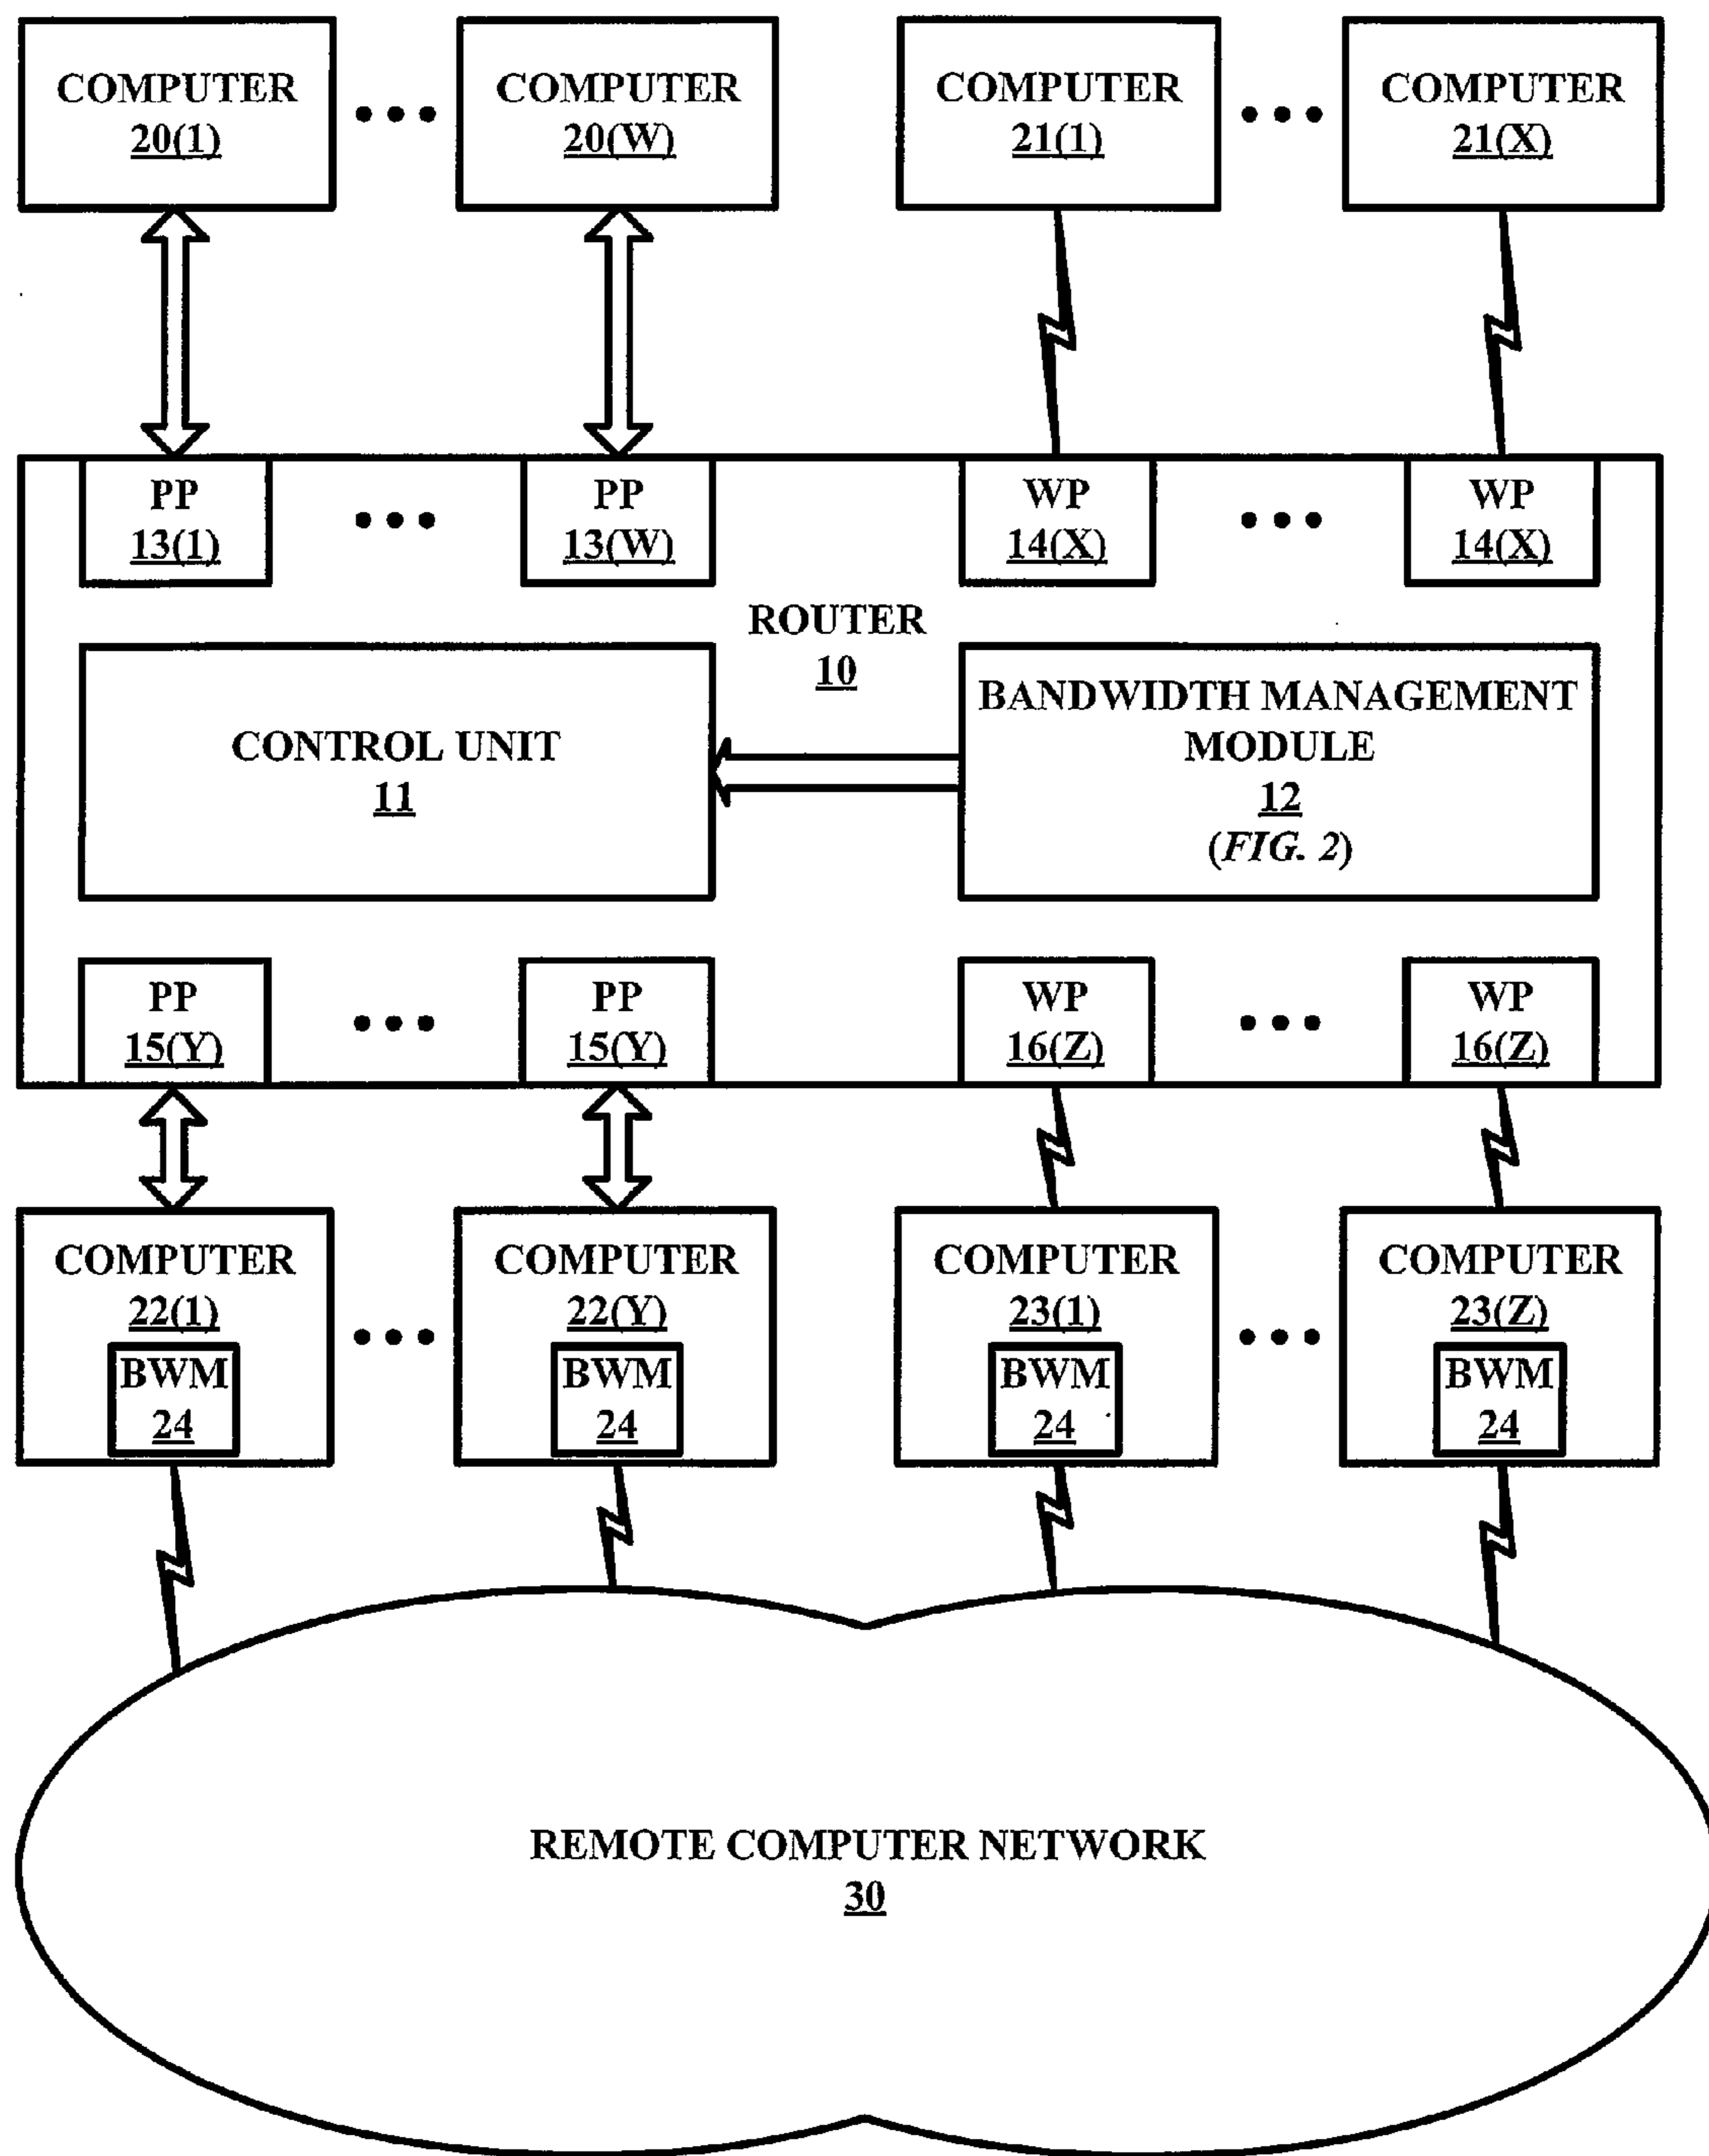 COMPUTER
20(1)
COMPUTER
20(W)
COMPUTER
21(1)
COMPUTER
21(X)
PP
13(1)
PP
13(W)
WP
14(X)
WP
14(X)
ROUTER
10
CONTROL UNIT
11
BANDWIDTH MANAGEMENT
MODULE
12
(FIG. 2)
PP
15(Y)
PP
15(Y)
WP
16(Z)
WP
16(Z)
COMPUTER
22(1)
BWM
24
COMPUTER
22(Y)
BWM
24
COMPUTER
23(1)
BWM
24
COMPUTER
23(Z)
BWM
24
REMOTE COMPUTER NETWORK
30